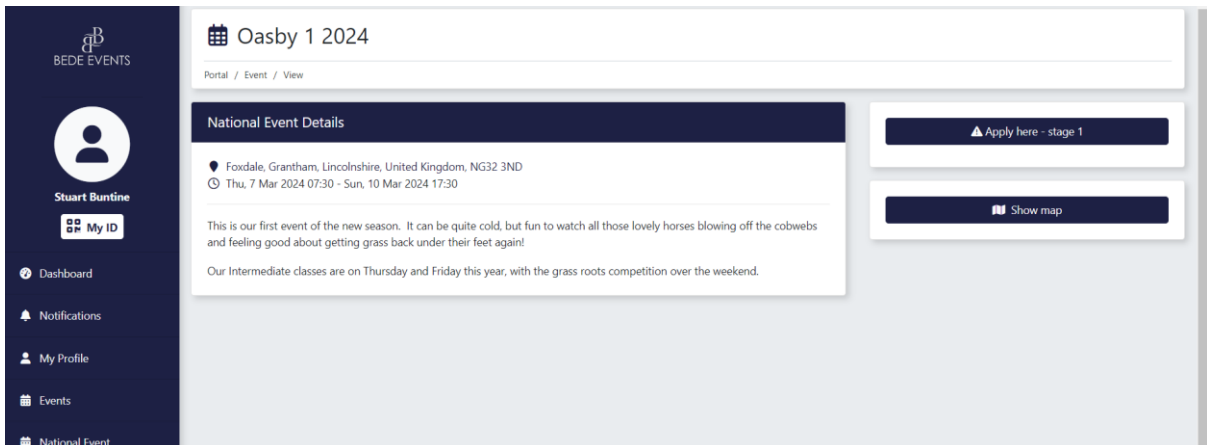 BEDE EVENTS
Stuart Buntine
My ID
Dashboard
Notifications
My Profile
Events
National Event
Oasby 1 2024
Portal / Event / View
National Event Details
Foxdale, Grantham, Lincolnshire, United Kingdom, NG32 3ND
Thu, 7 Mar 2024 07:30 - Sun, 10 Mar 2024 17:30
This is our first event of the new season. It can be quite cold, but fun to watch all those lovely horses blowing off the cobwebs
and feeling good about getting grass back under their feet again!
Our Intermediate classes are on Thursday and Friday this year, with the grass roots competition over the weekend.
Apply here - stage 1
Show map